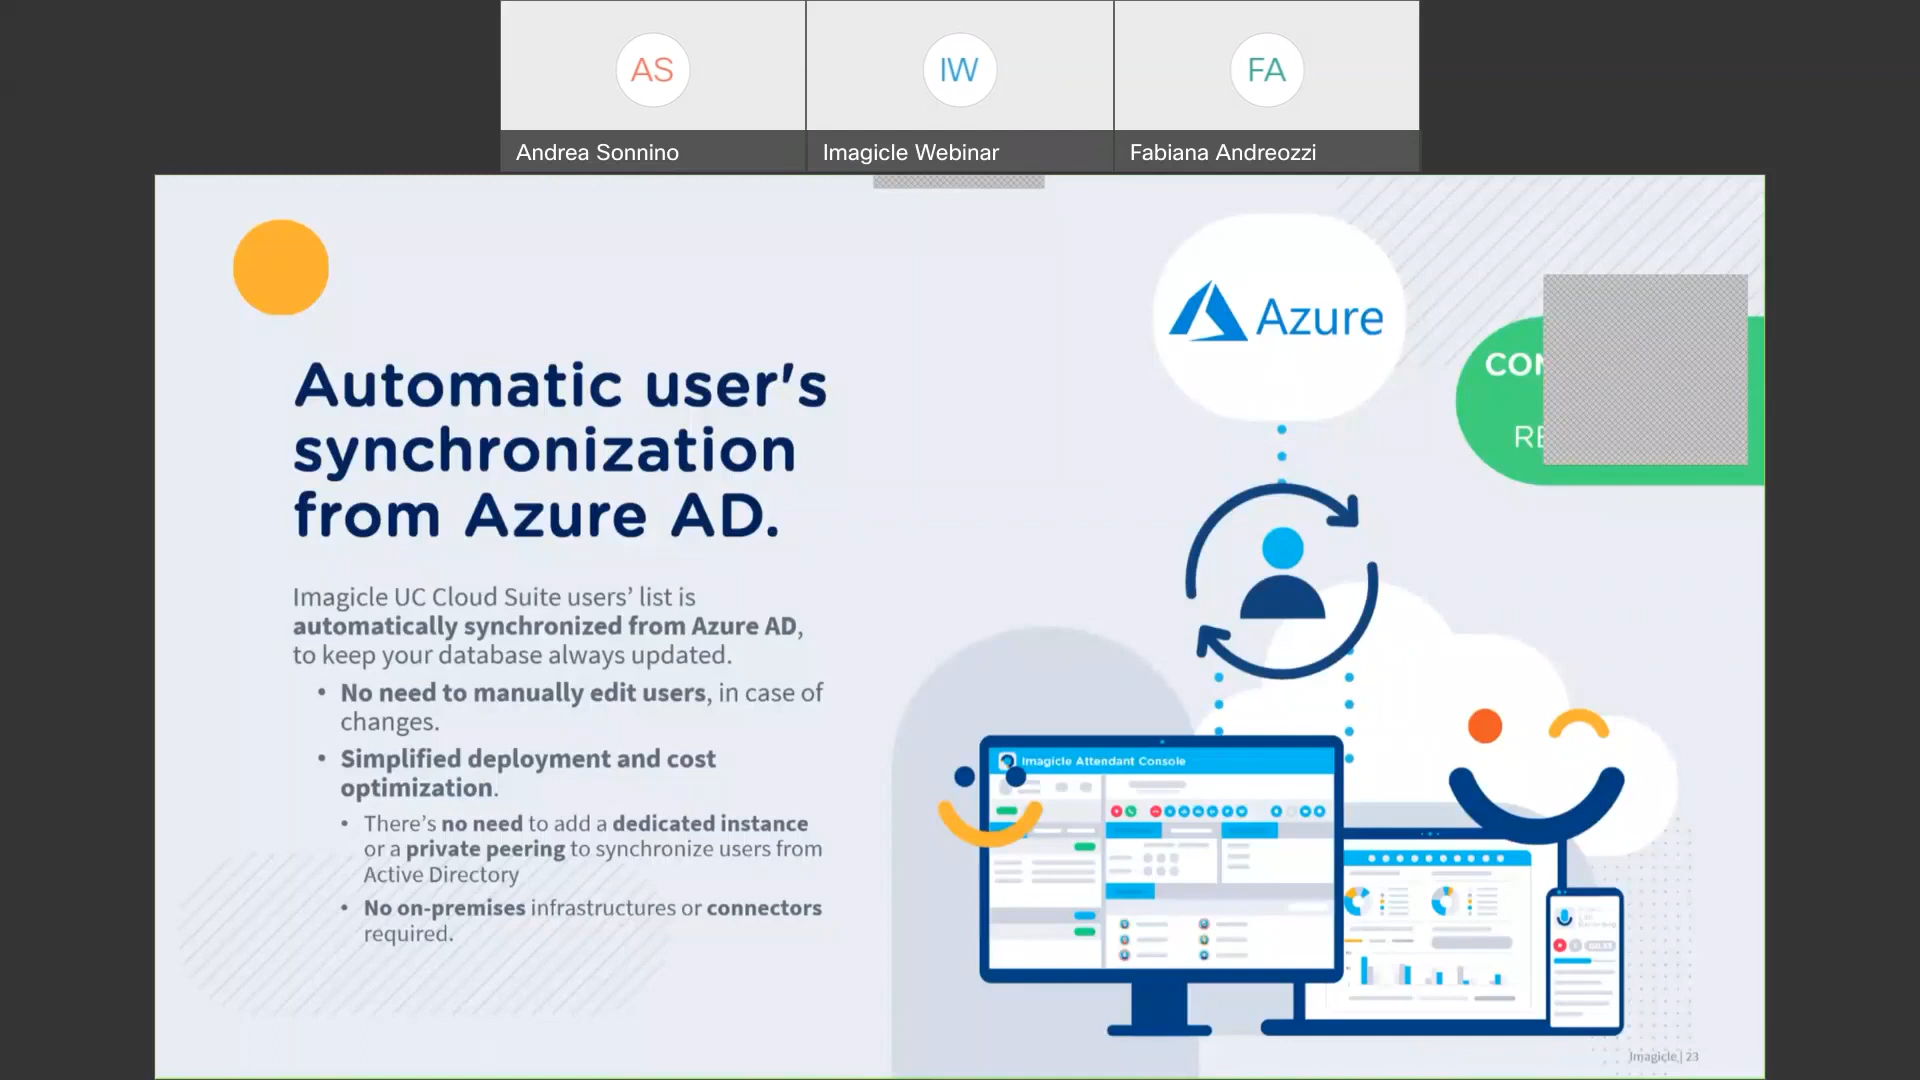 AS
IW
FA
Andrea Sonnino
Imagicle Webinar
Fabiana Andreozzi
Azure
Automatic user's
synchronization
from Azure AD.
Imagicle UC Cloud Suite users’ list is
automatically synchronized from Azure AD,
to keep your database always updated.
• No need to manually edit users, in case of
changes.
• Simplified deployment and cost
optimization.
• There’s no need to add a dedicated instance
or a private peering to synchronize users from
Active Directory
• No on-premises infrastructures or connectors
required.
Imagicle Attendant Console
Imagicle | 23